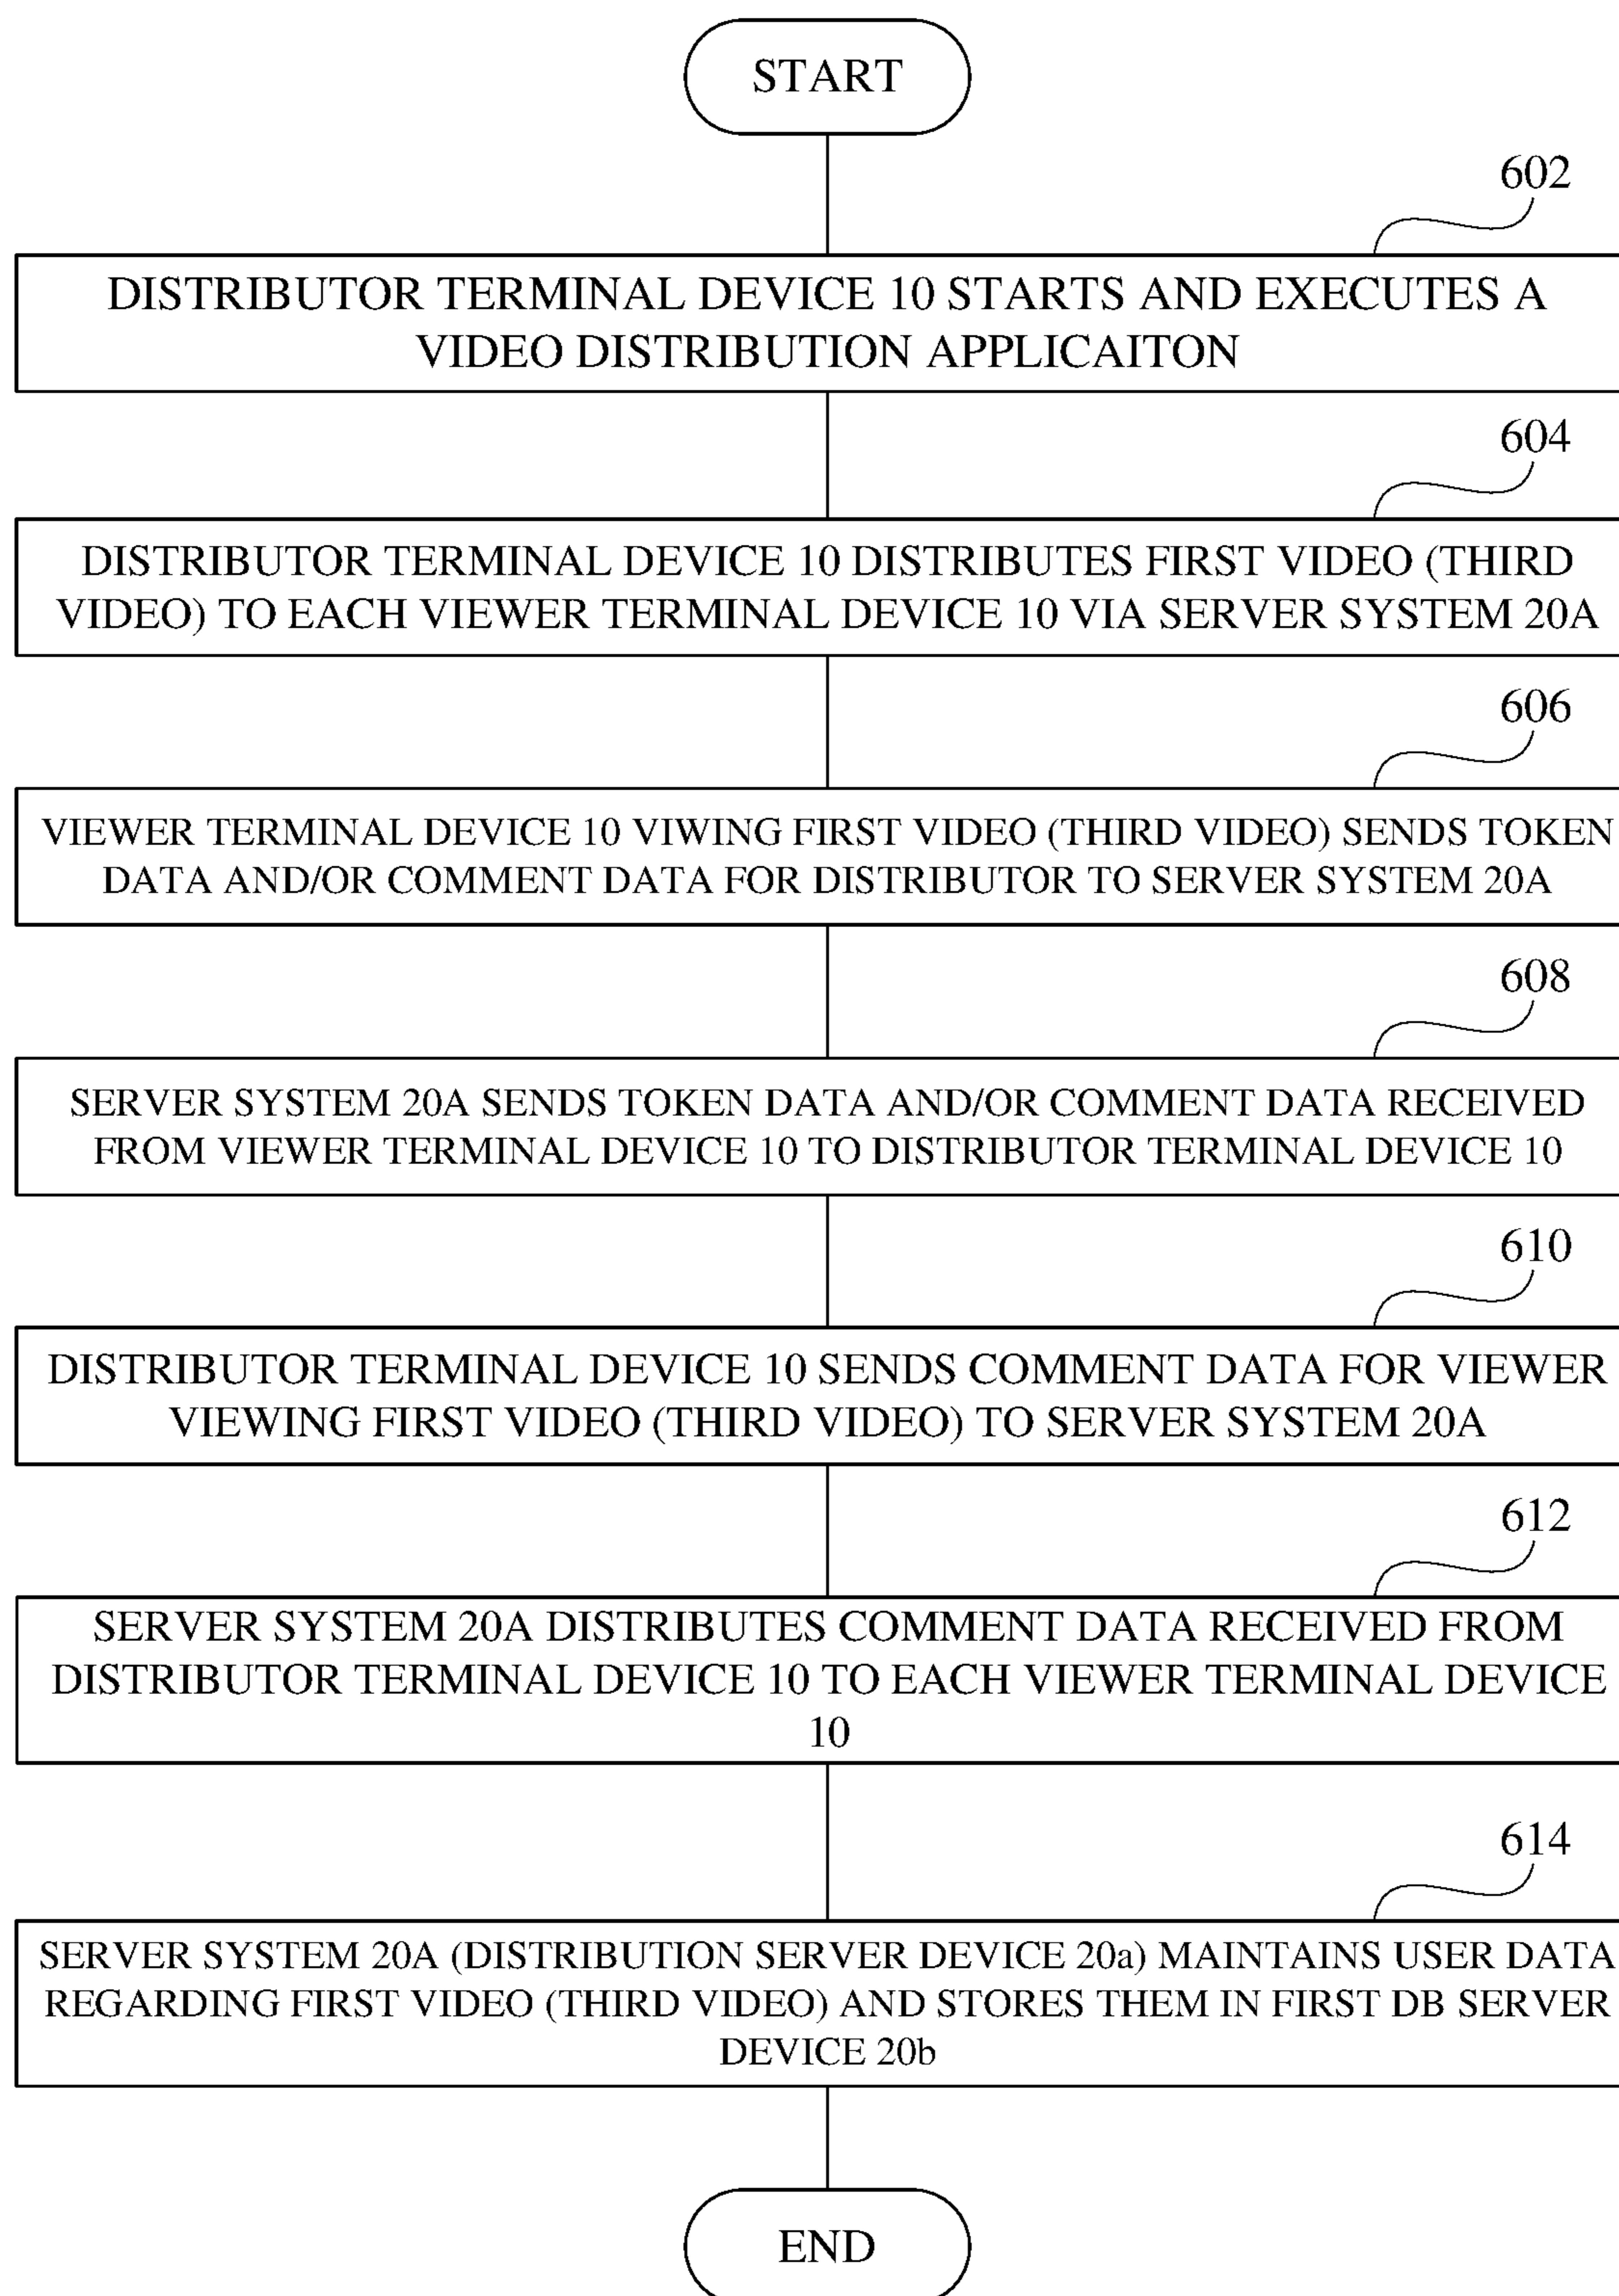 START
602
DISTRIBUTOR TERMINAL DEVICE 10 STARTS AND EXECUTES A
VIDEO DISTRIBUTION APPLICAITON
604
DISTRIBUTOR TERMINAL DEVICE 10 DISTRIBUTES FIRST VIDEO (THIRD
VIDEO) TO EACH VIEWER TERMINAL DEVICE 10 VIA SERVER SYSTEM 20A
606
VIEWER TERMINAL DEVICE 10 VIWING FIRST VIDEO (THIRD VIDEO) SENDS TOKEN
DATA AND/OR COMMENT DATA FOR DISTRIBUTOR TO SERVER SYSTEM 20A
608
SERVER SYSTEM 20A SENDS TOKEN DATA AND/OR COMMENT DATA RECEIVED
FROM VIEWER TERMINAL DEVICE 10 TO DISTRIBUTOR TERMINAL DEVICE 10
610
DISTRIBUTOR TERMINAL DEVICE 10 SENDS COMMENT DATA FOR VIEWER
VIEWING FIRST VIDEO (THIRD VIDEO) TO SERVER SYSTEM 20A
612
SERVER SYSTEM 20A DISTRIBUTES COMMENT DATA RECEIVED FROM
DISTRIBUTOR TERMINAL DEVICE 10 TO EACH VIEWER TERMINAL DEVICE
10
614
SERVER SYSTEM 20A (DISTRIBUTION SERVER DEVICE 20a) MAINTAINS USER DATA
REGARDING FIRST VIDEO (THIRD VIDEO) AND STORES THEM IN FIRST DB SERVER
DEVICE 20b
END